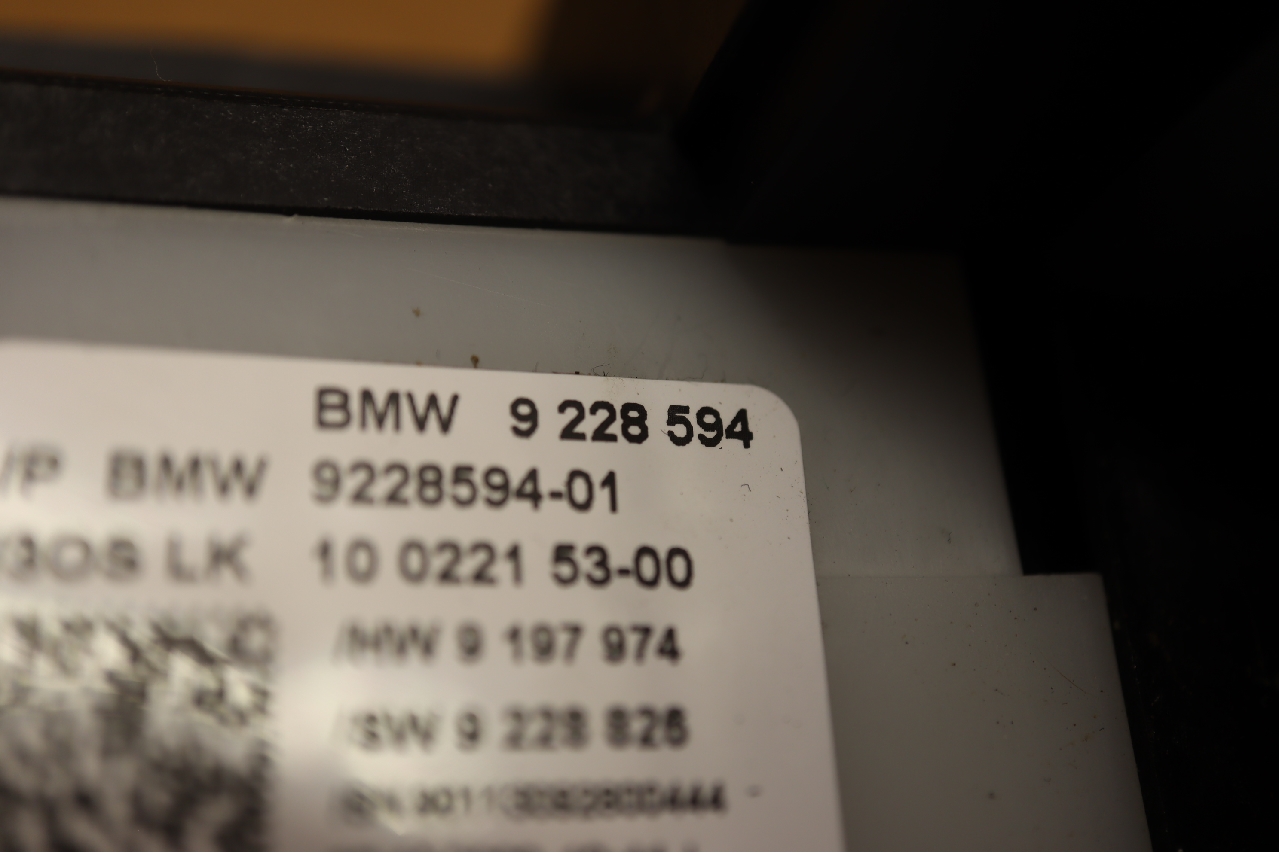 BMW 9 228 594
/P BMW 9228594-01
LK 10 0221 53-00
/HW 9 197 974
/SW 9 228 826